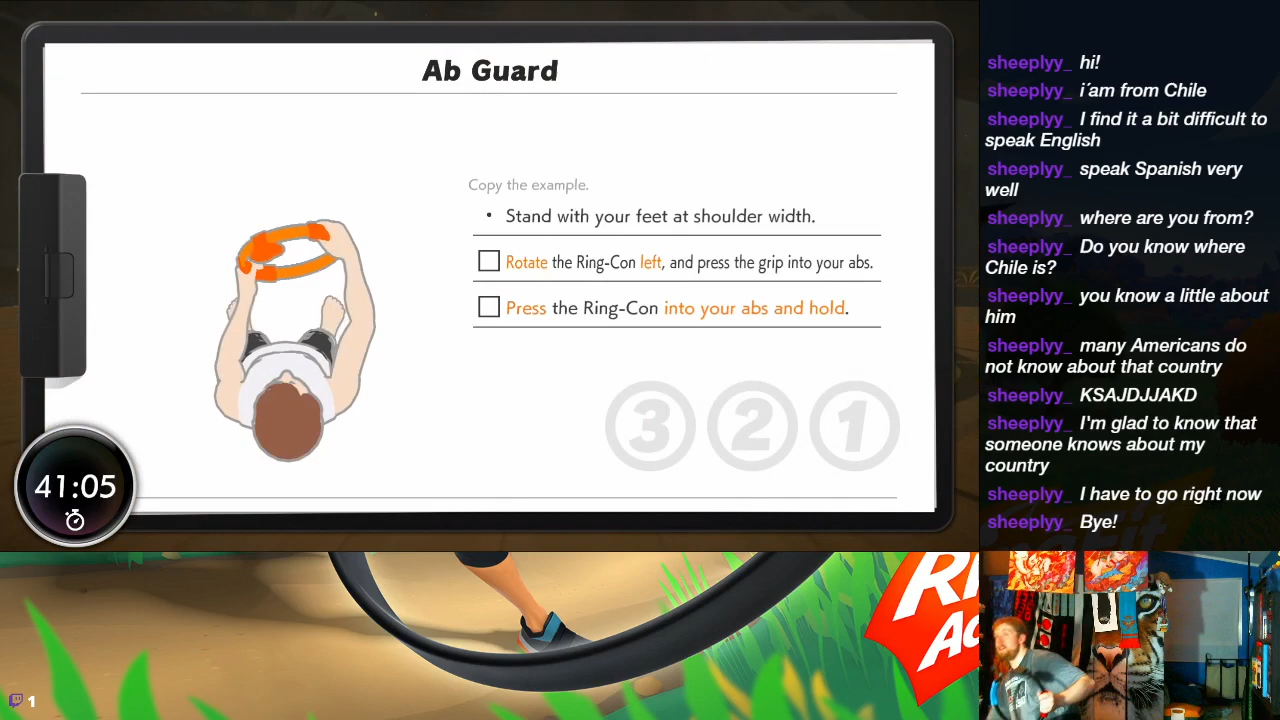 Ab Guard
Copy the example.
• Stand with your feet at shoulder width.
Rotate the Ring-Con left, and press the grip into your abs.
Press the Ring-Con into your abs and hold.
3 2 1
41:05
1
sheeplyy_ hi!
sheeplyy_ i´am from Chile
sheeplyy_ I find it a bit difficult to
speak English
sheeplyy_ speak Spanish very
well
sheeplyy_ where are you from?
sheeplyy_ Do you know where
Chile is?
sheeplyy_ you know a little about
him
sheeplyy_ many Americans do
not know about that country
sheeplyy_ KSAJDJJAKD
sheeplyy_ I'm glad to know that
someone knows about my
country
sheeplyy_ I have to go right now
sheeplyy_ Bye!